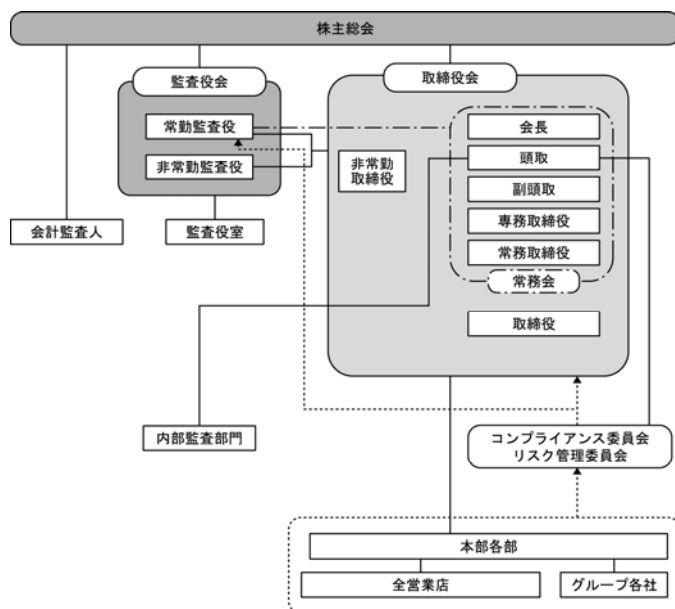 株主総会
監査役会
取締役会
常勤監査役
非常勤監査役
会計監査人
監査役室
非常勤
取締役
会長
頭取
副頭取
専務取締役
常務取締役
常務会
取締役
内部監査部門
コンプライアンス委員会
リスク管理委員会
本部各部
全営業店
グループ各社